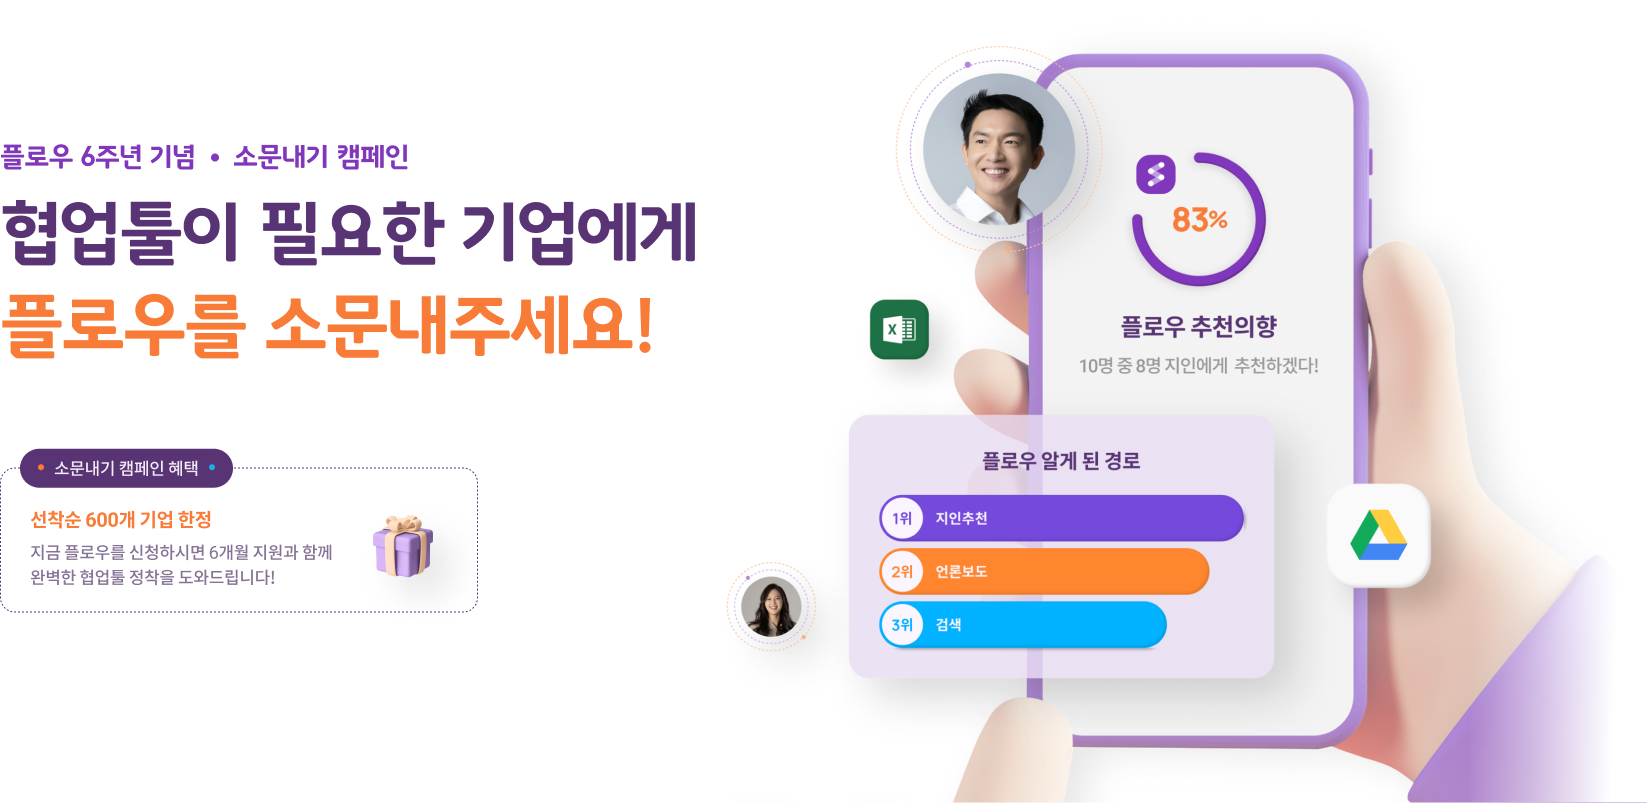 플로우 6주년 기념 • 소문내기 캠페인
협업툴이 필요한 기업에게
플로우를 소문내주세요!
• 소문내기 캠페인 혜택 •
선착순 600개 기업 한정
지금 플로우를 신청하시면 6개월 지원과 함께
완벽한 협업툴 정착을 도와드립니다!
83%
플로우 추천의향
10명 중 8명 지인에게 추천하겠다!
X
플로우 알게 된 경로
1위 지인추천
2위 언론보도
3위 검색